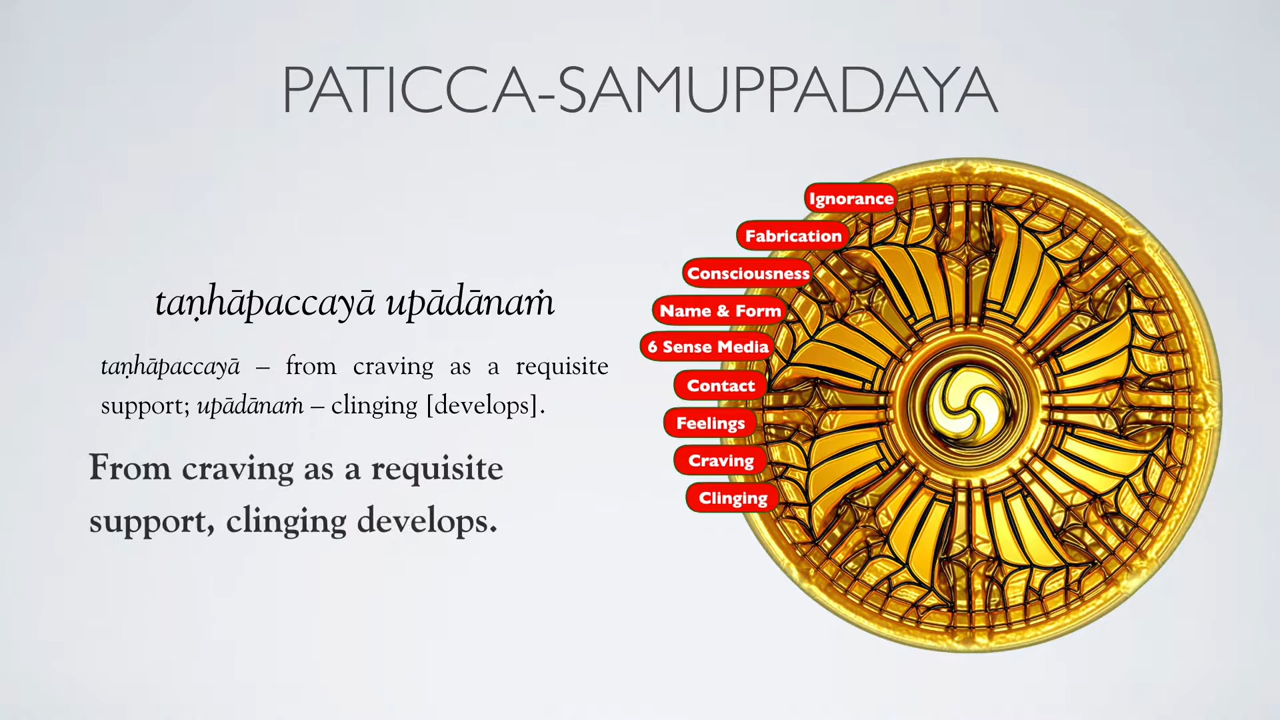 PATICCA-SAMUPPADAYA
taṇhāpaccayā upādānaṁ
taṇhāpaccayā – from craving as a requisite
support; upādānaṁ – clinging [develops].
From craving as a requisite
support, clinging develops.
Ignorance
Fabrication
Consciousness
Name & Form
6 Sense Media
Contact
Feelings
Craving
Clinging